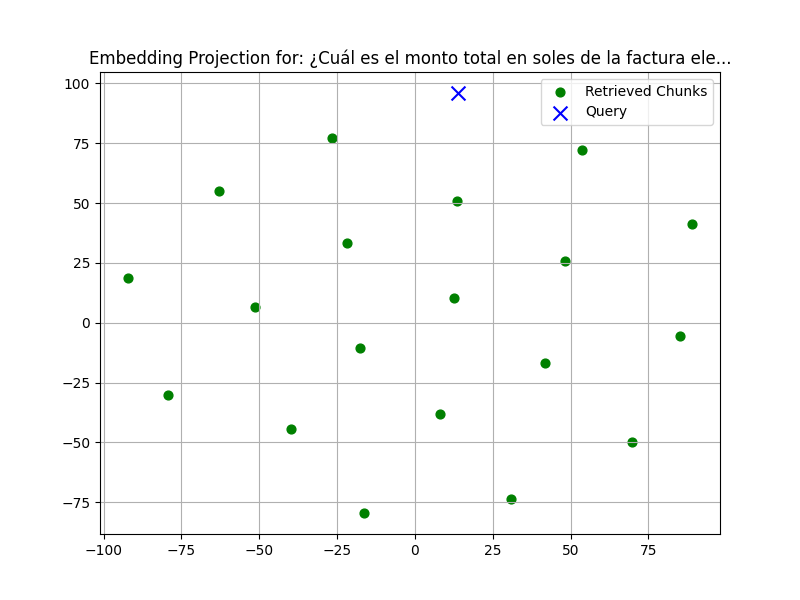 Embedding Projection for: ¿Cuál es el monto total en soles de la factura ele...
Retrieved Chunks
Query
100
75
50
25
0
−25
−50
−75
−100 −75 −50 −25 0 25 50 75